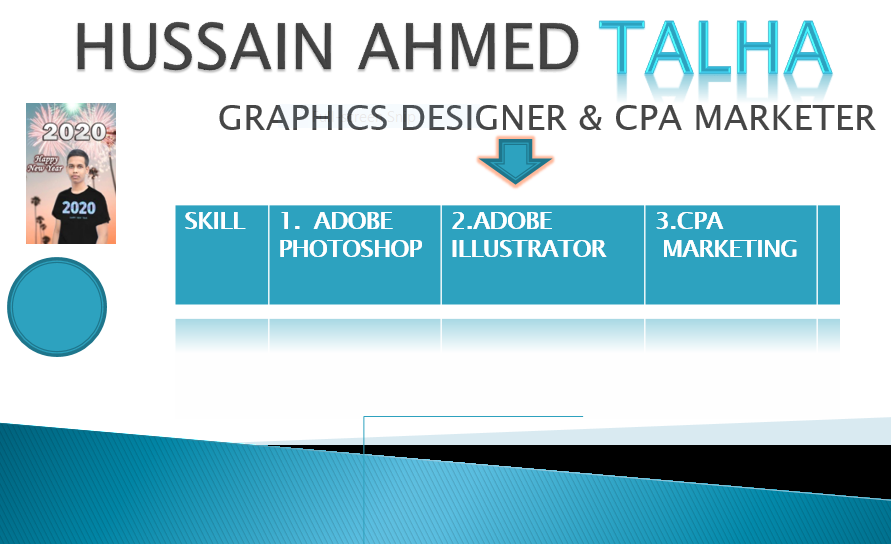 HUSSAIN AHMED TALHA
GRAPHICS DESIGNER & CPA MARKETER
2020
Happy
New Year
2020
SKILL 1. ADOBE PHOTOSHOP 2.ADOBE ILLUSTRATOR 3.CPA MARKETING